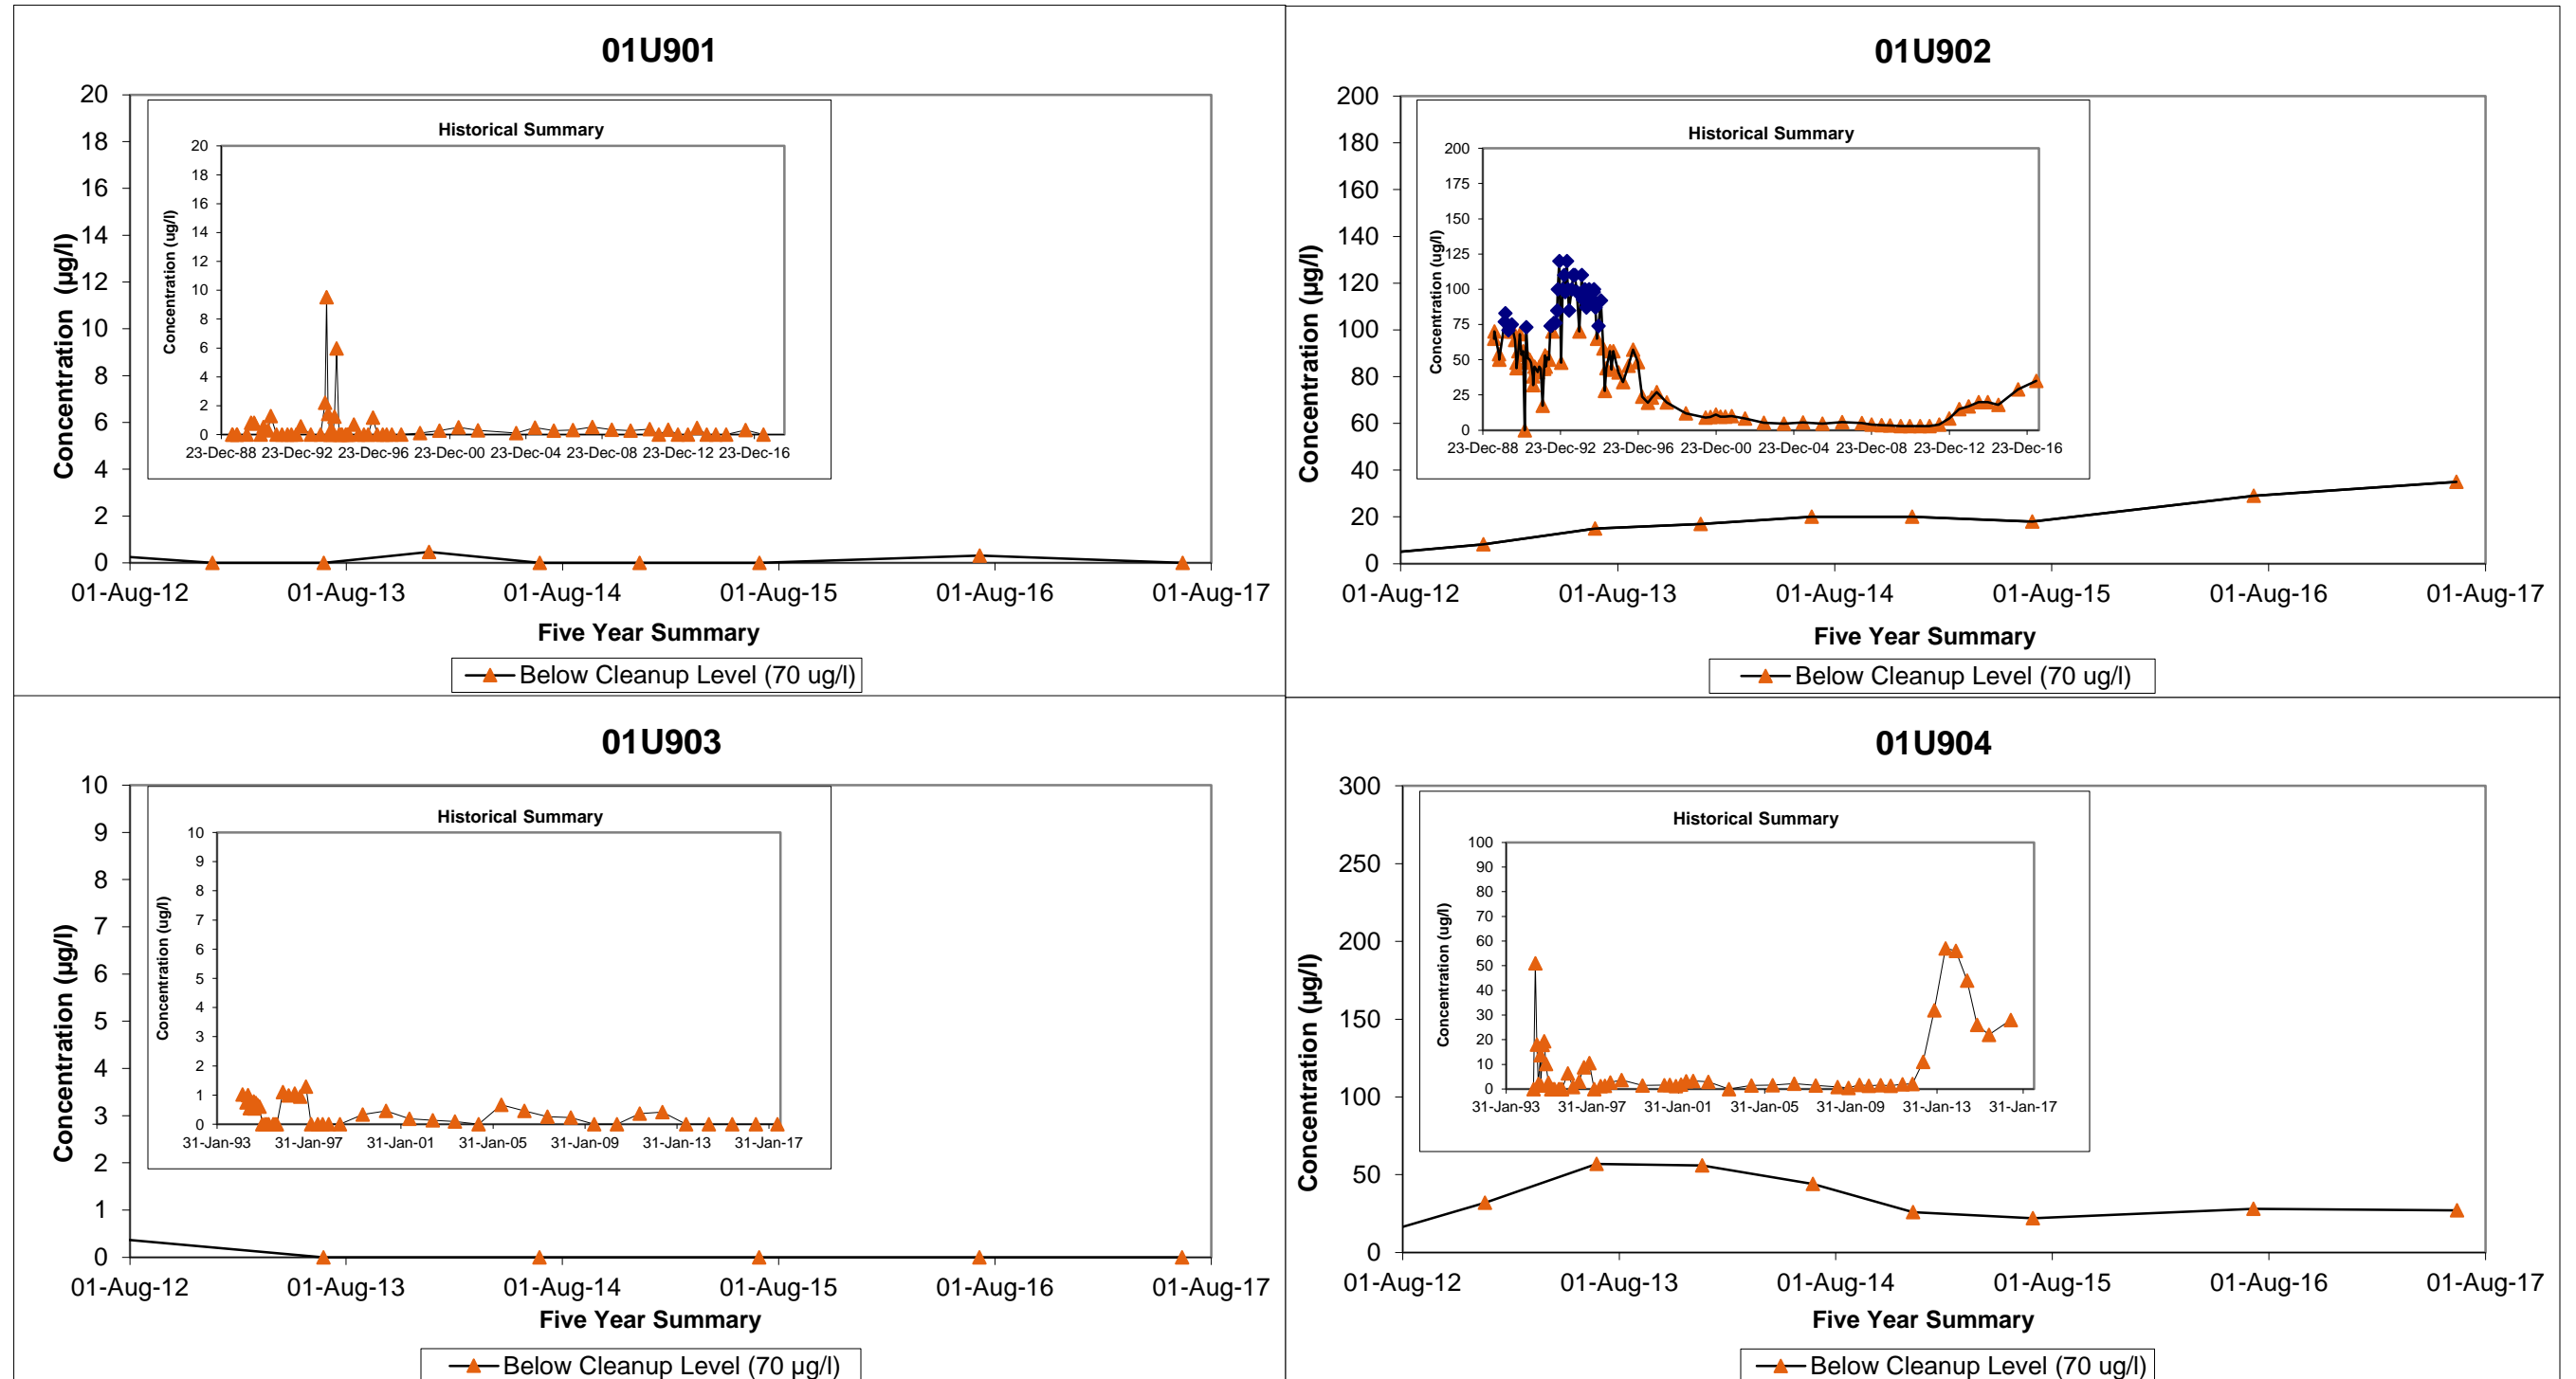 01U901
20
18
16
14
12
10
8
6
4
2
0
Concentration (µg/l)
Historical Summary
20
18
16
14
12
10
8
6
4
2
0
Concentration (ug/l)
23-Dec-88 23-Dec-92 23-Dec-96 23-Dec-00 23-Dec-04 23-Dec-08 23-Dec-12 23-Dec-16
01-Aug-12 01-Aug-13 01-Aug-14 01-Aug-15 01-Aug-16 01-Aug-17
Five Year Summary
Below Cleanup Level (70 ug/l)
01U902
200
180
160
140
120
100
80
60
40
20
0
Concentration (µg/l)
Historical Summary
200
175
150
125
100
75
50
25
0
Concentration (ug/l)
23-Dec-88 23-Dec-92 23-Dec-96 23-Dec-00 23-Dec-04 23-Dec-08 23-Dec-12 23-Dec-16
01-Aug-12 01-Aug-13 01-Aug-14 01-Aug-15 01-Aug-16 01-Aug-17
Five Year Summary
Below Cleanup Level (70 ug/l)
01U903
10
9
8
7
6
5
4
3
2
1
0
Concentration (µg/l)
Historical Summary
10
9
8
7
6
5
4
3
2
1
0
Concentration (ug/l)
31-Jan-93 31-Jan-97 31-Jan-01 31-Jan-05 31-Jan-09 31-Jan-13 31-Jan-17
01-Aug-12 01-Aug-13 01-Aug-14 01-Aug-15 01-Aug-16 01-Aug-17
Five Year Summary
Below Cleanup Level (70 µg/l)
01U904
300
250
200
150
100
50
0
Concentration (µg/l)
Historical Summary
100
90
80
70
60
50
40
30
20
10
0
Concentration (ug/l)
31-Jan-93 31-Jan-97 31-Jan-01 31-Jan-05 31-Jan-09 31-Jan-13 31-Jan-17
01-Aug-12 01-Aug-13 01-Aug-14 01-Aug-15 01-Aug-16 01-Aug-17
Five Year Summary
Below Cleanup Level (70 ug/l)